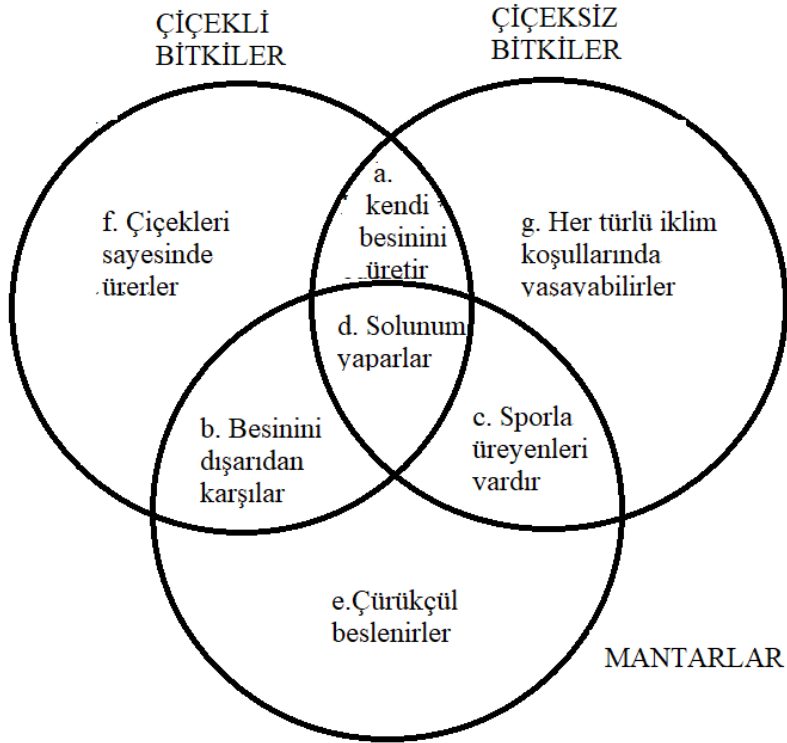 ÇİÇEKLİ
BİTKİLER
ÇİÇEKSİZ
BİTKİLER
a.
kendi
besinini
üretir
f. Çiçekleri
sayesinde
ürerler
g. Her türlü iklim
koşullarında
yaşayabilirler
d. Solunum
yaparlar
b. Besinini
dışarıdan
karşılar
c. Sporla
üreyenleri
vardır
e.Çürükçül
beslenirler
MANTARLAR